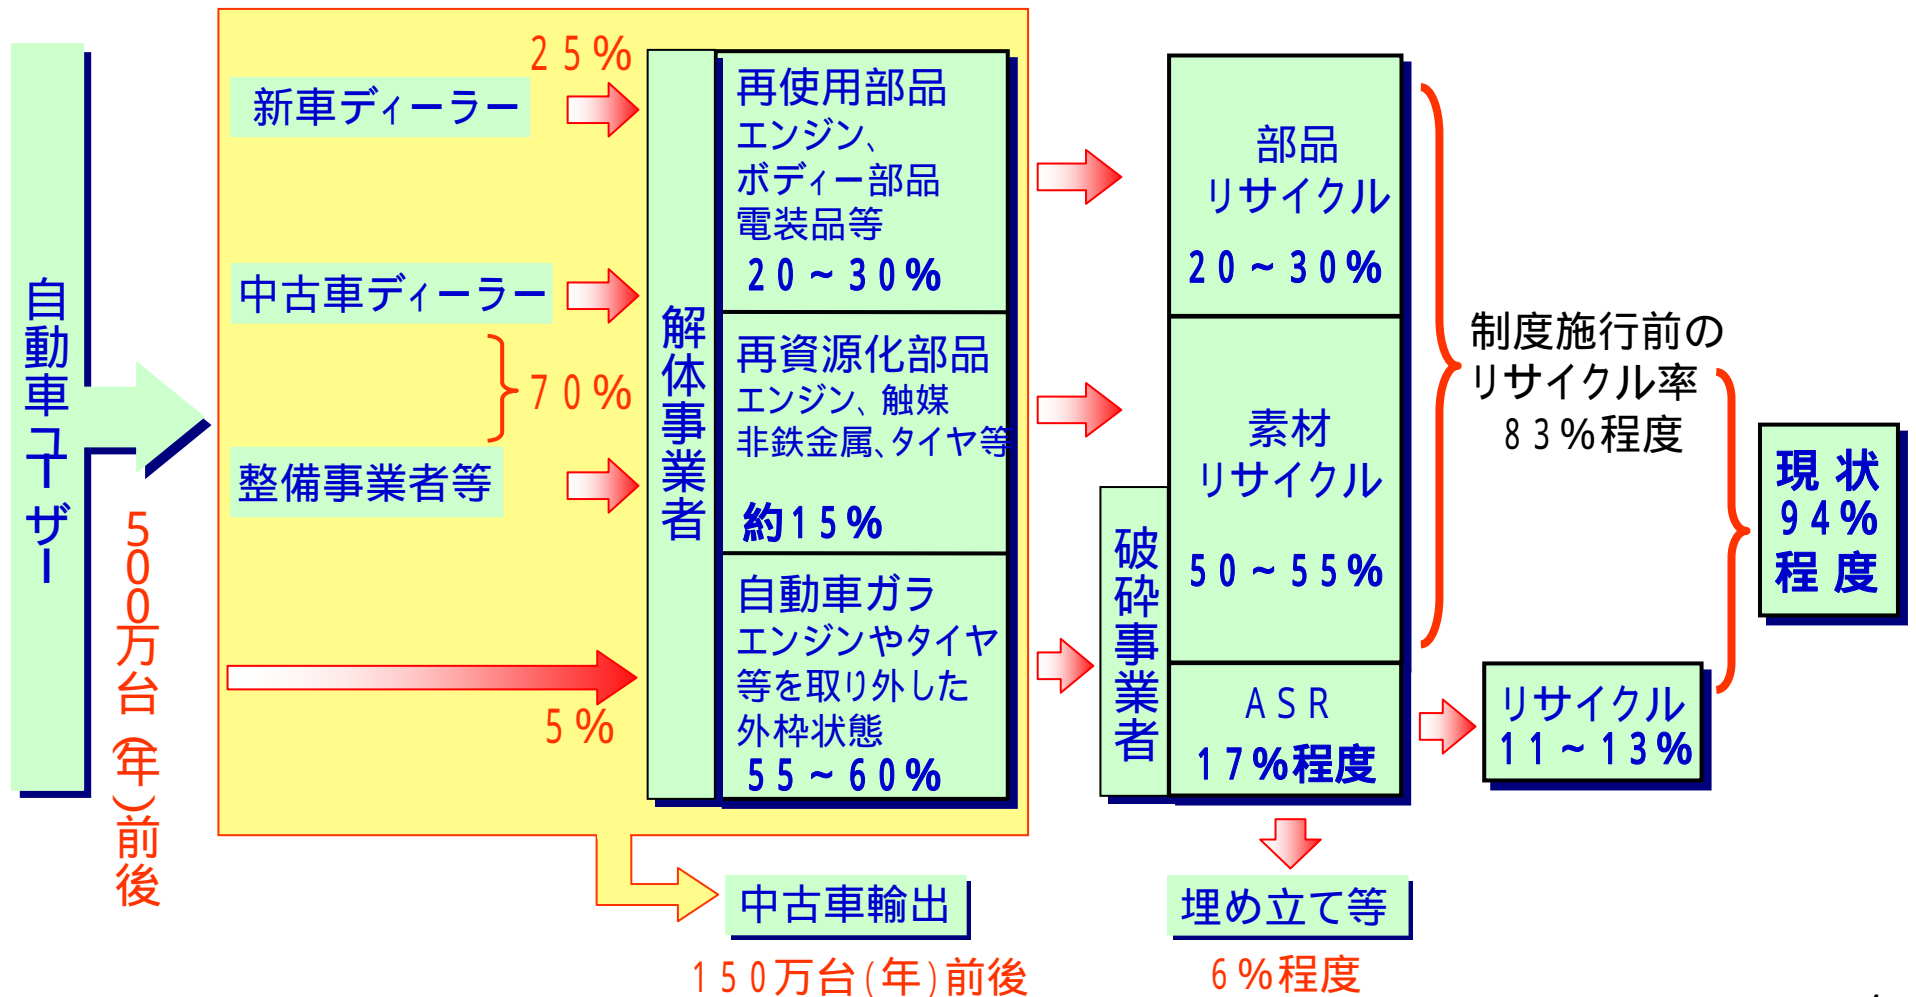 自動車ユーザー
500万台(年)前後
新車ディーラー
25%
中古車ディーラー
70%
整備事業者等
5%
解体事業者
再使用部品
エンジン、
ボディー部品
電装品等
20~30%
再資源化部品
エンジン、触媒
非鉄金属、タイヤ等
約15%
自動車ガラ
エンジンやタイヤ
等を取り外した
外枠状態
55~60%
中古車輸出
150万台(年)前後
部品
リサイクル
20~30%
素材
リサイクル
50~55%
破砕事業者
ASR
17%程度
埋め立て等
6%程度
制度施行前の
リサイクル率
83%程度
リサイクル
11~13%
現状
94%
程度